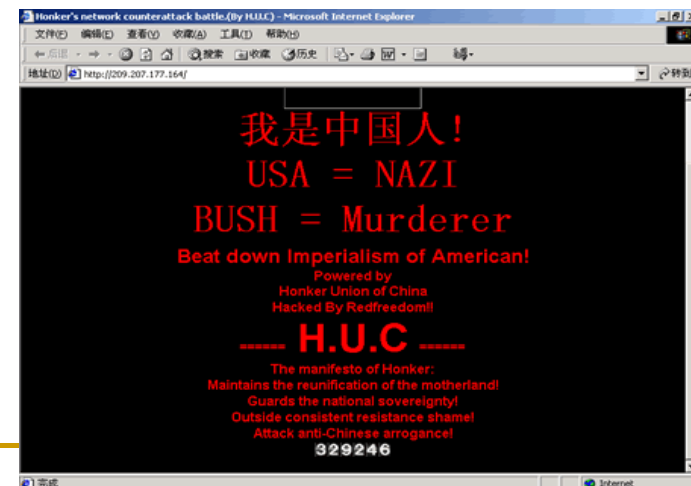 Honker's network counterattack battle.(By H.U.C) - Microsoft Internet Explorer
文件(F) 编辑(E) 查看(V) 收藏(A) 工具(T) 帮助(H)
后退 搜索 收藏 历史
地址(D) http://209.207.177.164/ 转到
我是中国人!
USA = NAZI
BUSH = Murderer
Beat down Imperialism of American!
Powered by
Honker Union of China
Hacked By Redfreedom!!
------ H.U.C ------
The manifesto of Honker:
Maintains the reunification of the motherland!
Guards the national sovereignty!
Outside consistent resistance shame!
Attack anti-Chinese arrogance!
329246
完成 Internet